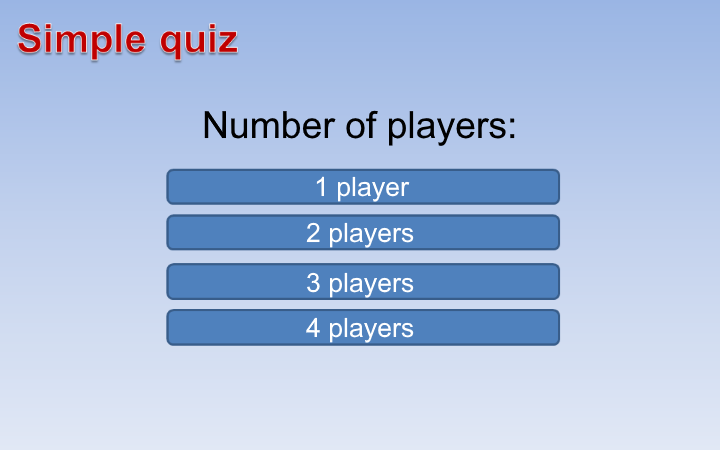 Simple quiz
Number of players:
1 player
2 players
3 players
4 players